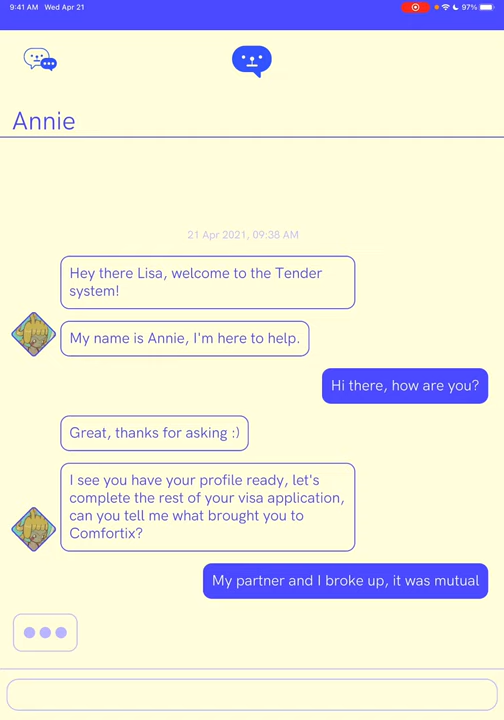 9:41 AM Wed Apr 21
97%
Annie
21 Apr 2021, 09:38 AM
Hey there Lisa, welcome to the Tender
system!
My name is Annie, I'm here to help.
Hi there, how are you?
Great, thanks for asking :)
I see you have your profile ready, let's
complete the rest of your visa application,
can you tell me what brought you to
Comfortix?
My partner and I broke up, it was mutual